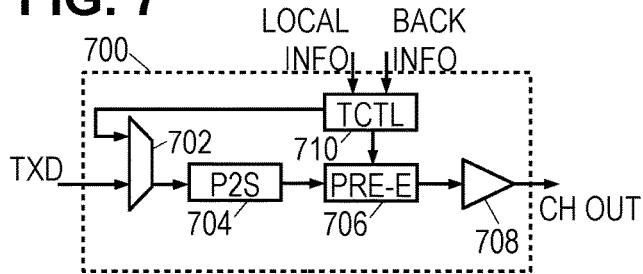 FIG. 7
LOCAL INFO
BACK INFO
700
TCTL
710
702
TXD
P2S
704
PRE-E
706
708
CH OUT